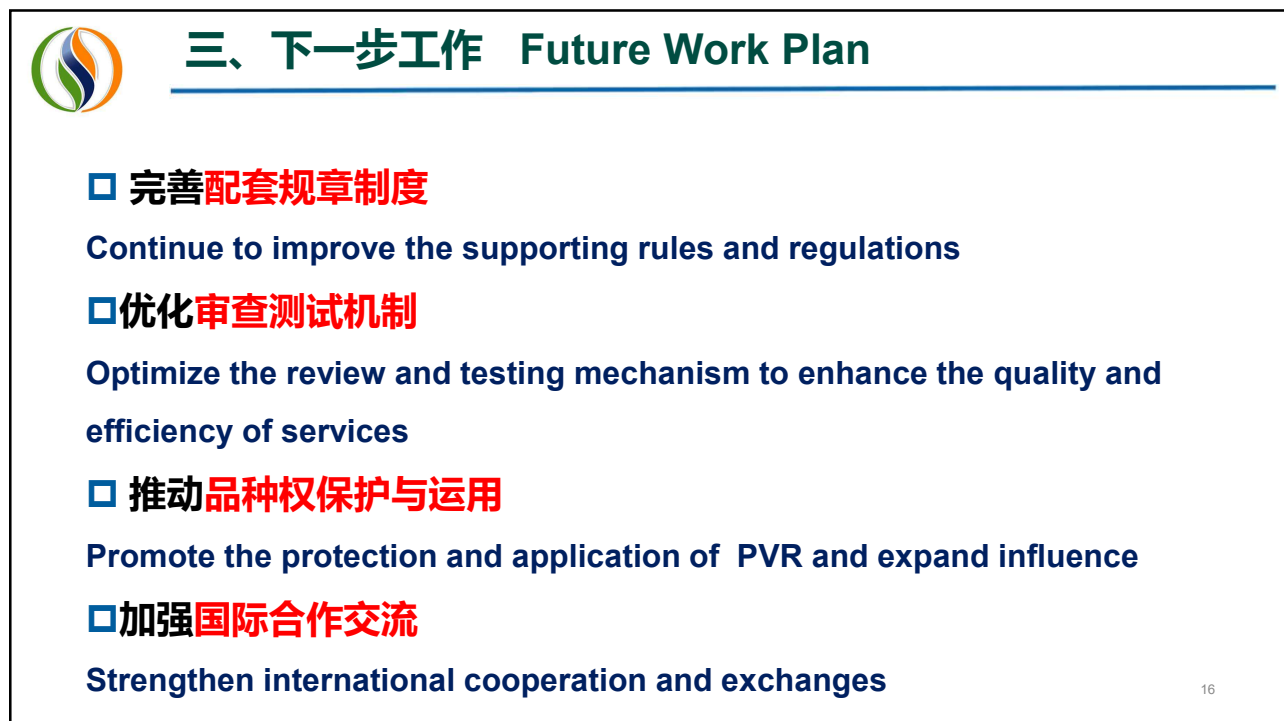 三、下一步工作 Future Work Plan
完善配套规章制度
Continue to improve the supporting rules and regulations
优化审查测试机制
Optimize the review and testing mechanism to enhance the quality and
efficiency of services
推动品种权保护与运用
Promote the protection and application of PVR and expand influence
加强国际合作交流
Strengthen international cooperation and exchanges
16